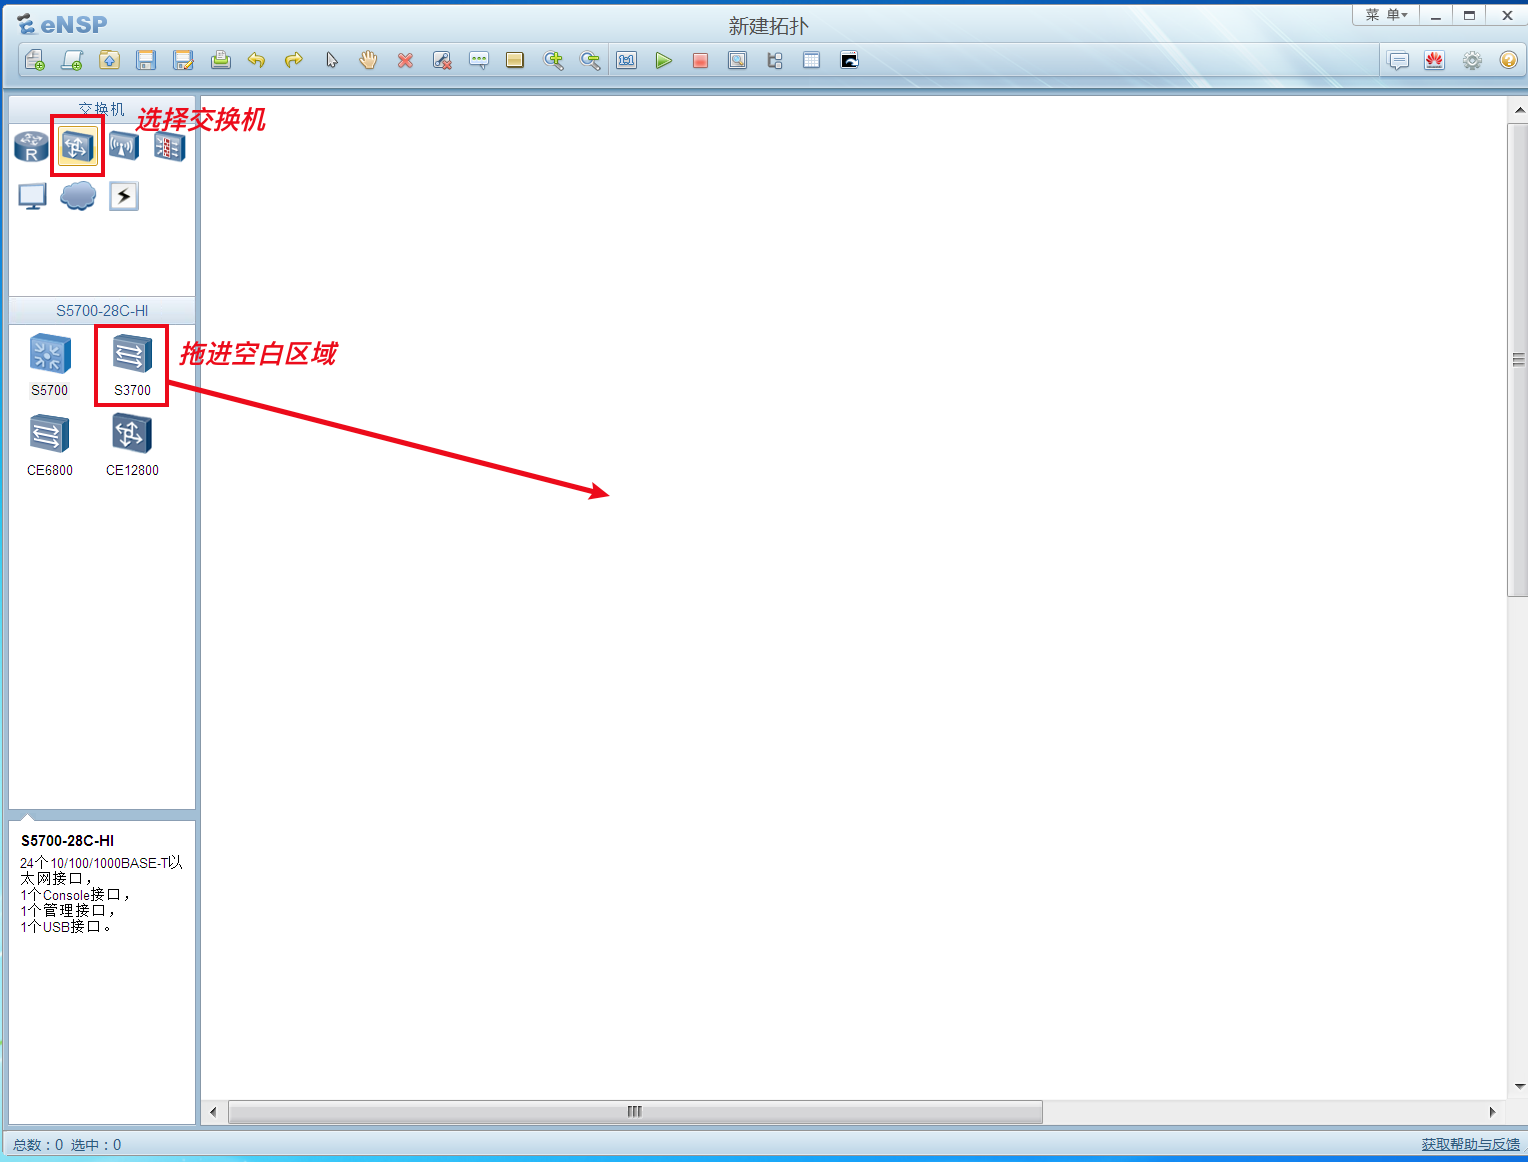 eNSP
新建拓扑
菜 单
1:1
交换机
选择交换机
R
S5700-28C-HI
拖进空白区域
S5700
S3700
CE6800
CE12800
S5700-28C-HI
24个10/100/1000BASE-T以
太网接口，
1个Console接口，
1个管理接口，
1个USB接口。
总数：0 选中：0
获取帮助与反馈